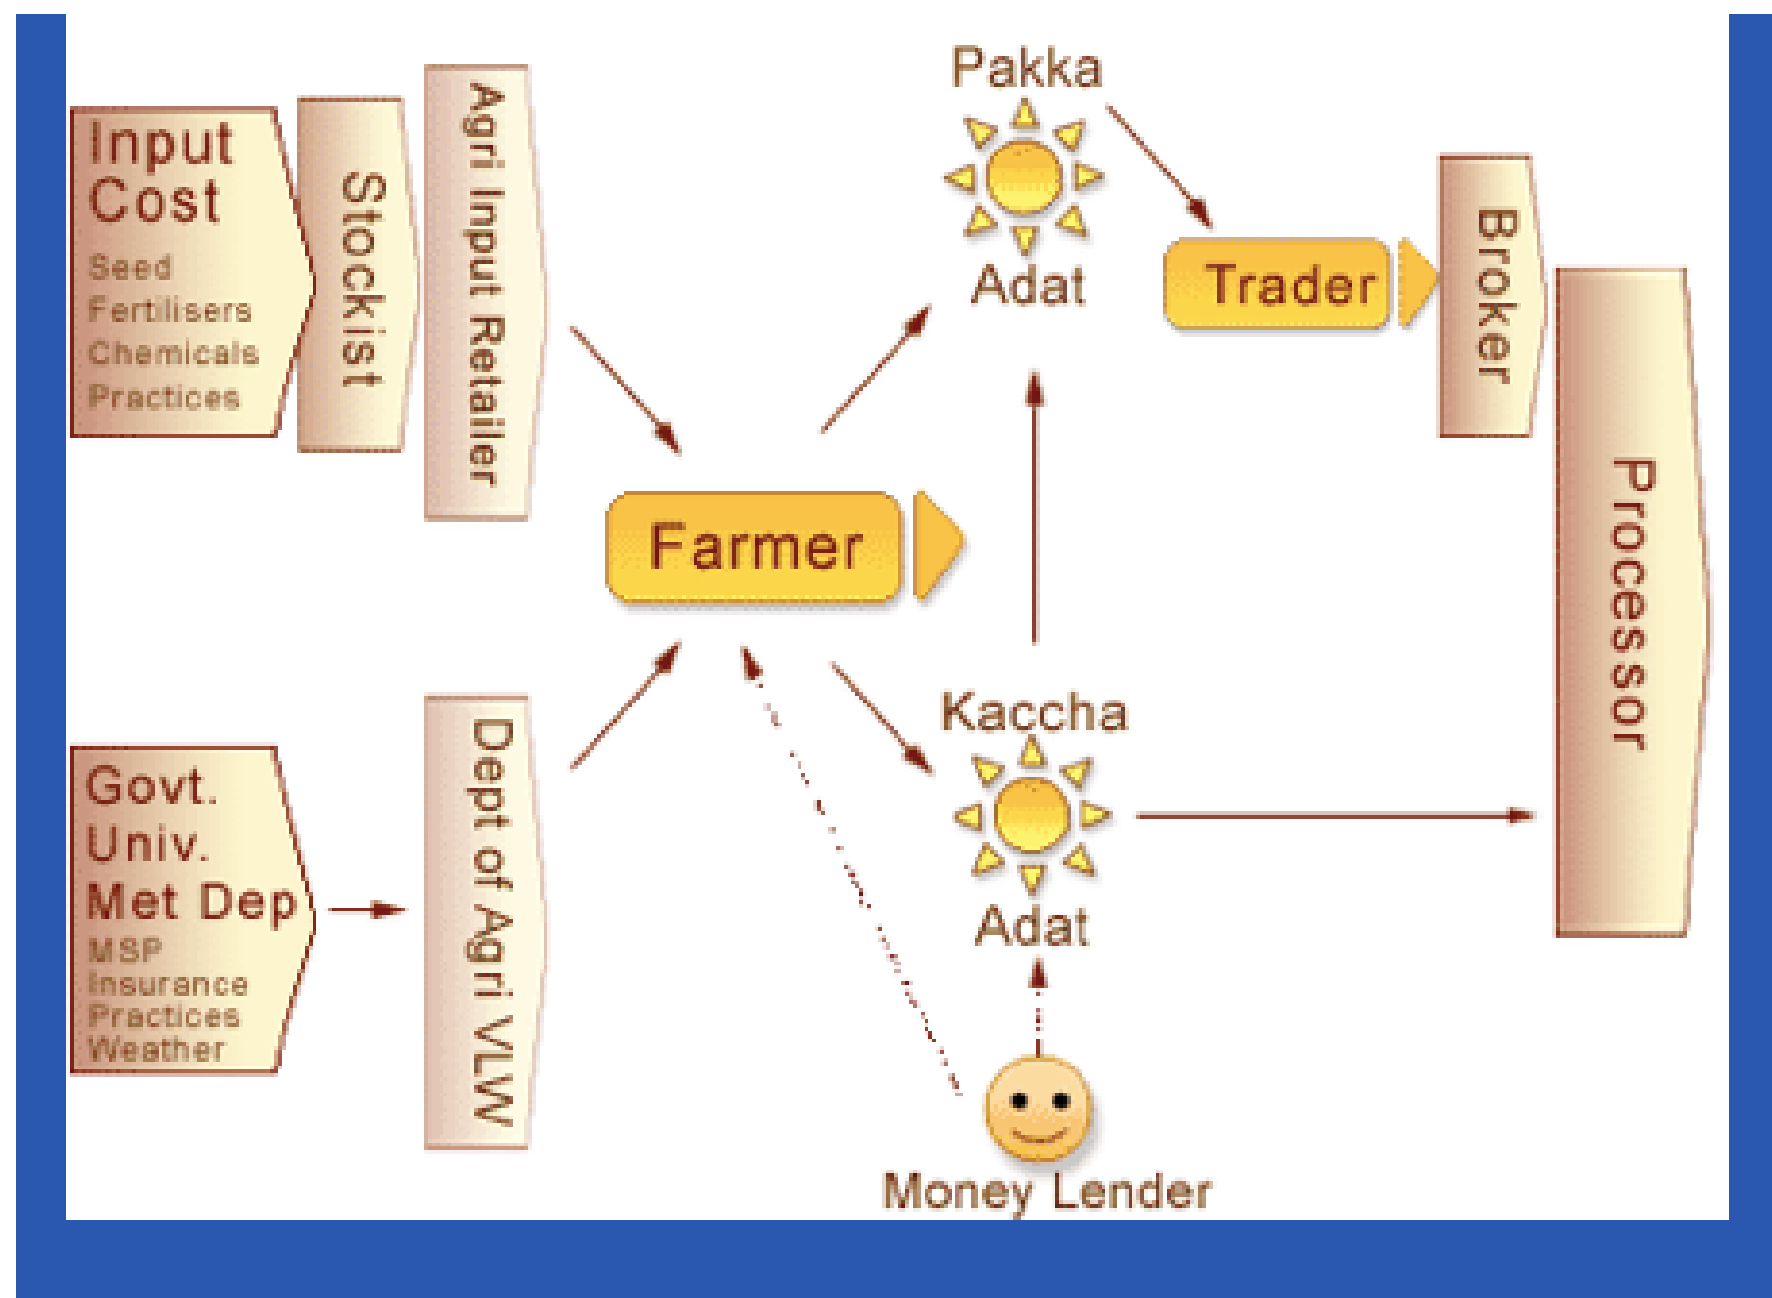 Input
Cost
Seed
Fertilisers
Chemicals
Practices
Stockist
Agri Input Retailer
Farmer
Pakka
Adat
Trader
Broker
Processor
Govt.
Univ.
Met Dep
MSP
Insurance
Practices
Weather
Dept of Agri VLW
Kaccha
Adat
Money Lender